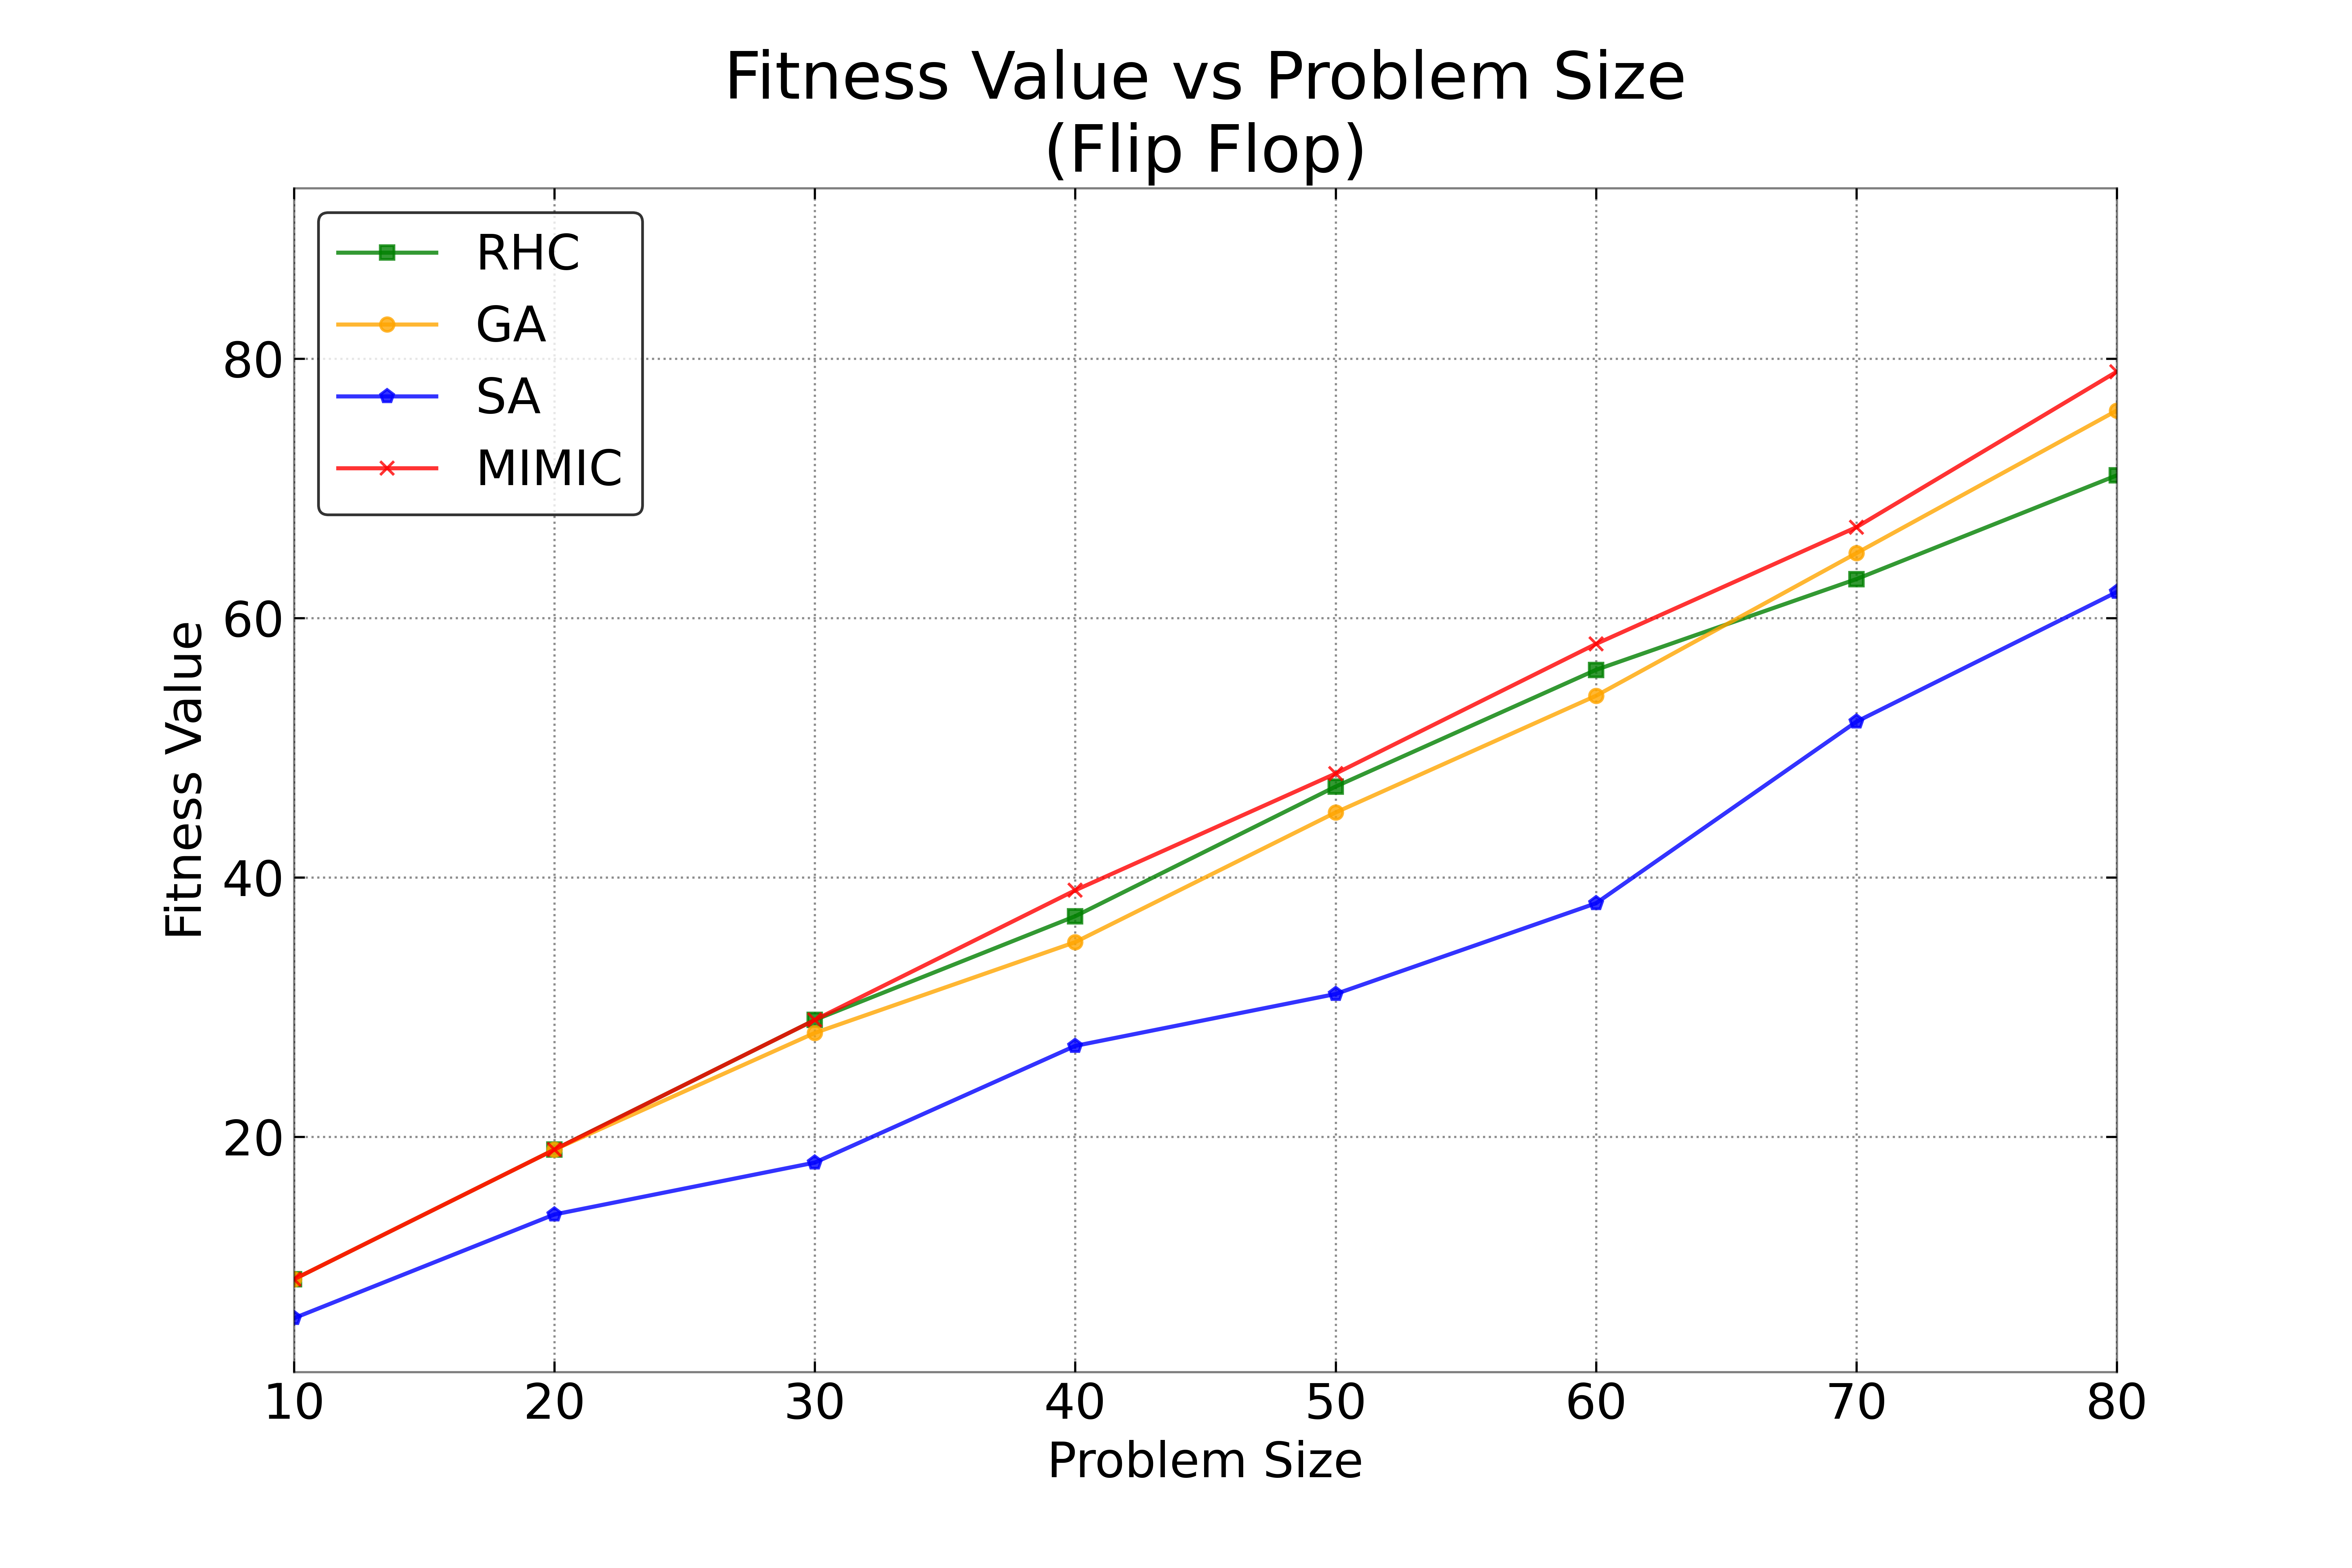 Fitness Value vs Problem Size
(Flip Flop)
RHC
GA
SA
MIMIC
Fitness Value
80
60
40
20
10 20 30 40 50 60 70 80
Problem Size